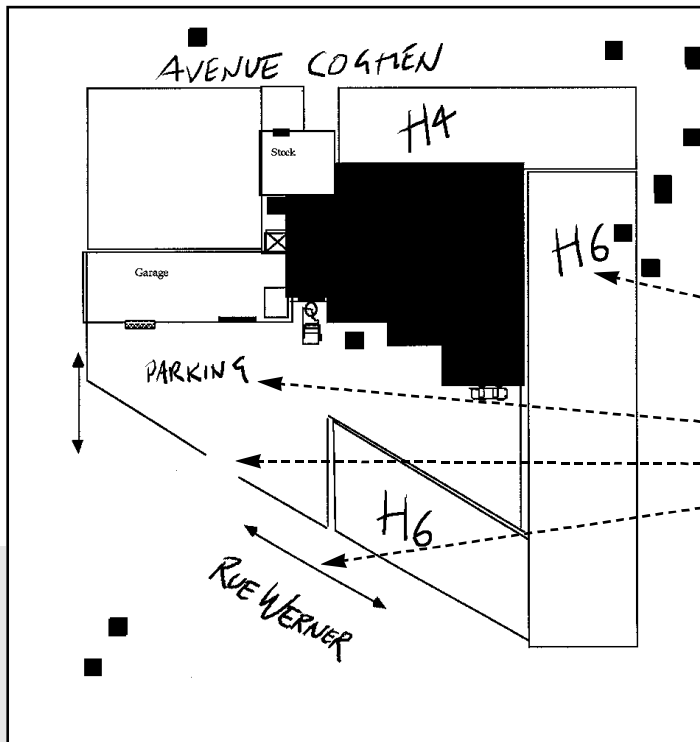 AVENUE COGHEN
H4
Stock
H6
Garage
PARKING
H6
RUE WERNER